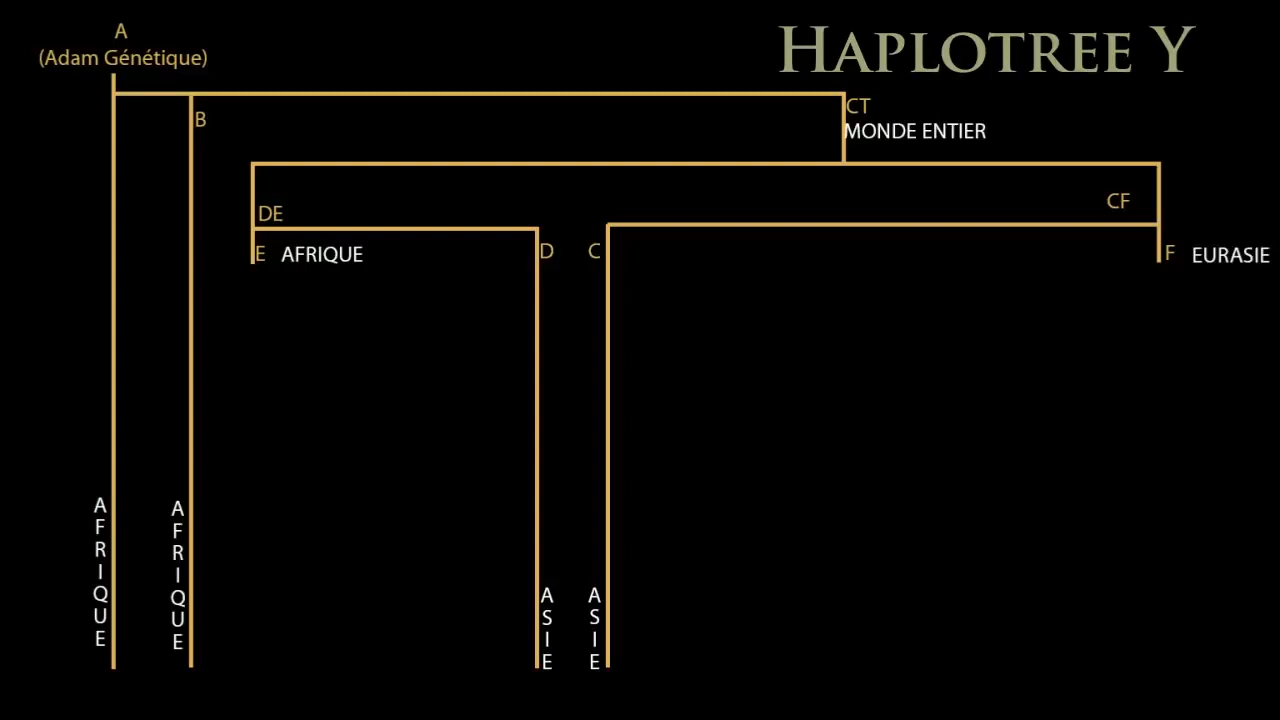 A
(Adam Génétique)
HAPLOTREE Y
B
CT
MONDE ENTIER
DE
CF
E AFRIQUE
D
C
F EURASIE
AFRIQUE
AFRIQUE
ASIE
ASIE